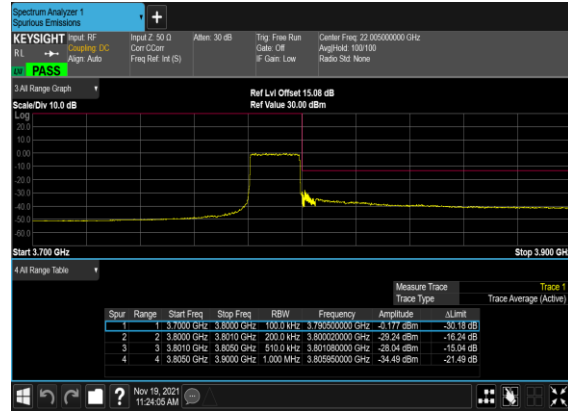 Spectrum Analyzer 1
Spurious Emissions
KEYSIGHT Input: RF Input Z: 50 Ω Atten: 30 dB Trig: Free Run Center Freq: 22.005000000 GHz
RL Coupling: DC Corr CCorr Gate: Off Avg|Hold: 100/100
Align: Auto Freq Ref: Int (S) IF Gain: Low Radio Std: None
LXI PASS
3 All Range Graph Ref Lvl Offset 15.08 dB
Scale/Div 10.0 dB Ref Value 30.00 dBm
Log
20.0
10.0
0.00
-10.0
-20.0
-30.0
-40.0
-50.0
-60.0
Start 3.700 GHz Stop 3.900 GHz
4 All Range Table
Measure Trace Trace 1
Trace Type Trace Average (Active)
Spur Range Start Freq Stop Freq RBW Frequency Amplitude ΔLimit
1 1 3.7000 GHz 3.8000 GHz 100.0 kHz 3.790500000 GHz -0.177 dBm -30.18 dB
2 2 3.8000 GHz 3.8010 GHz 200.0 kHz 3.800020000 GHz -29.24 dBm -16.24 dB
3 3 3.8010 GHz 3.8050 GHz 510.0 kHz 3.801080000 GHz -28.04 dBm -15.04 dB
4 4 3.8050 GHz 3.9000 GHz 1.000 MHz 3.805950000 GHz -34.49 dBm -21.49 dB
? Nov 19, 2021
11:24:05 AM